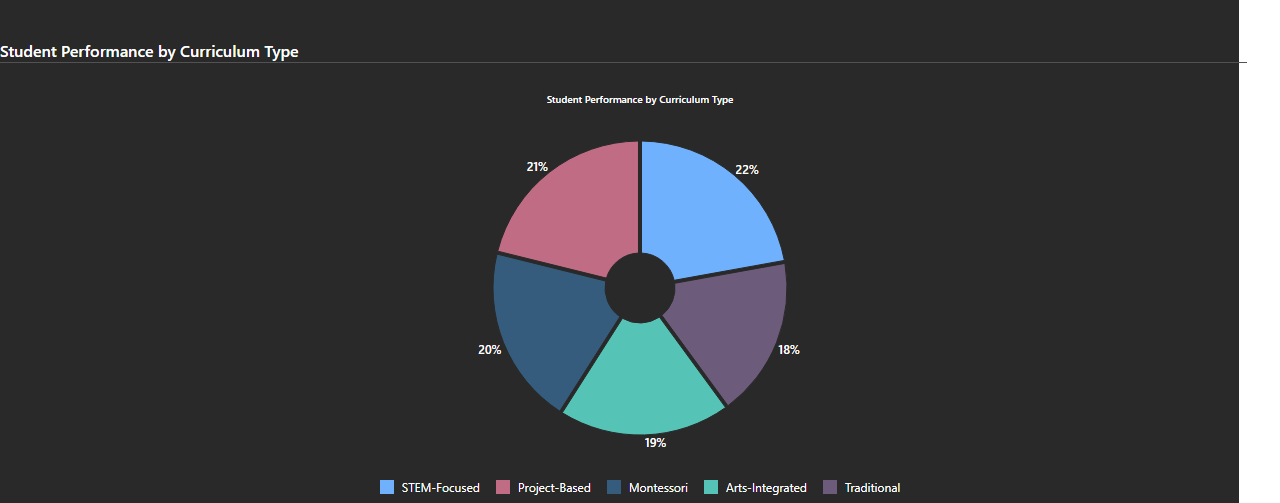 Student Performance by Curriculum Type
Student Performance by Curriculum Type
21%
22%
20%
18%
19%
STEM-Focused Project-Based Montessori Arts-Integrated Traditional